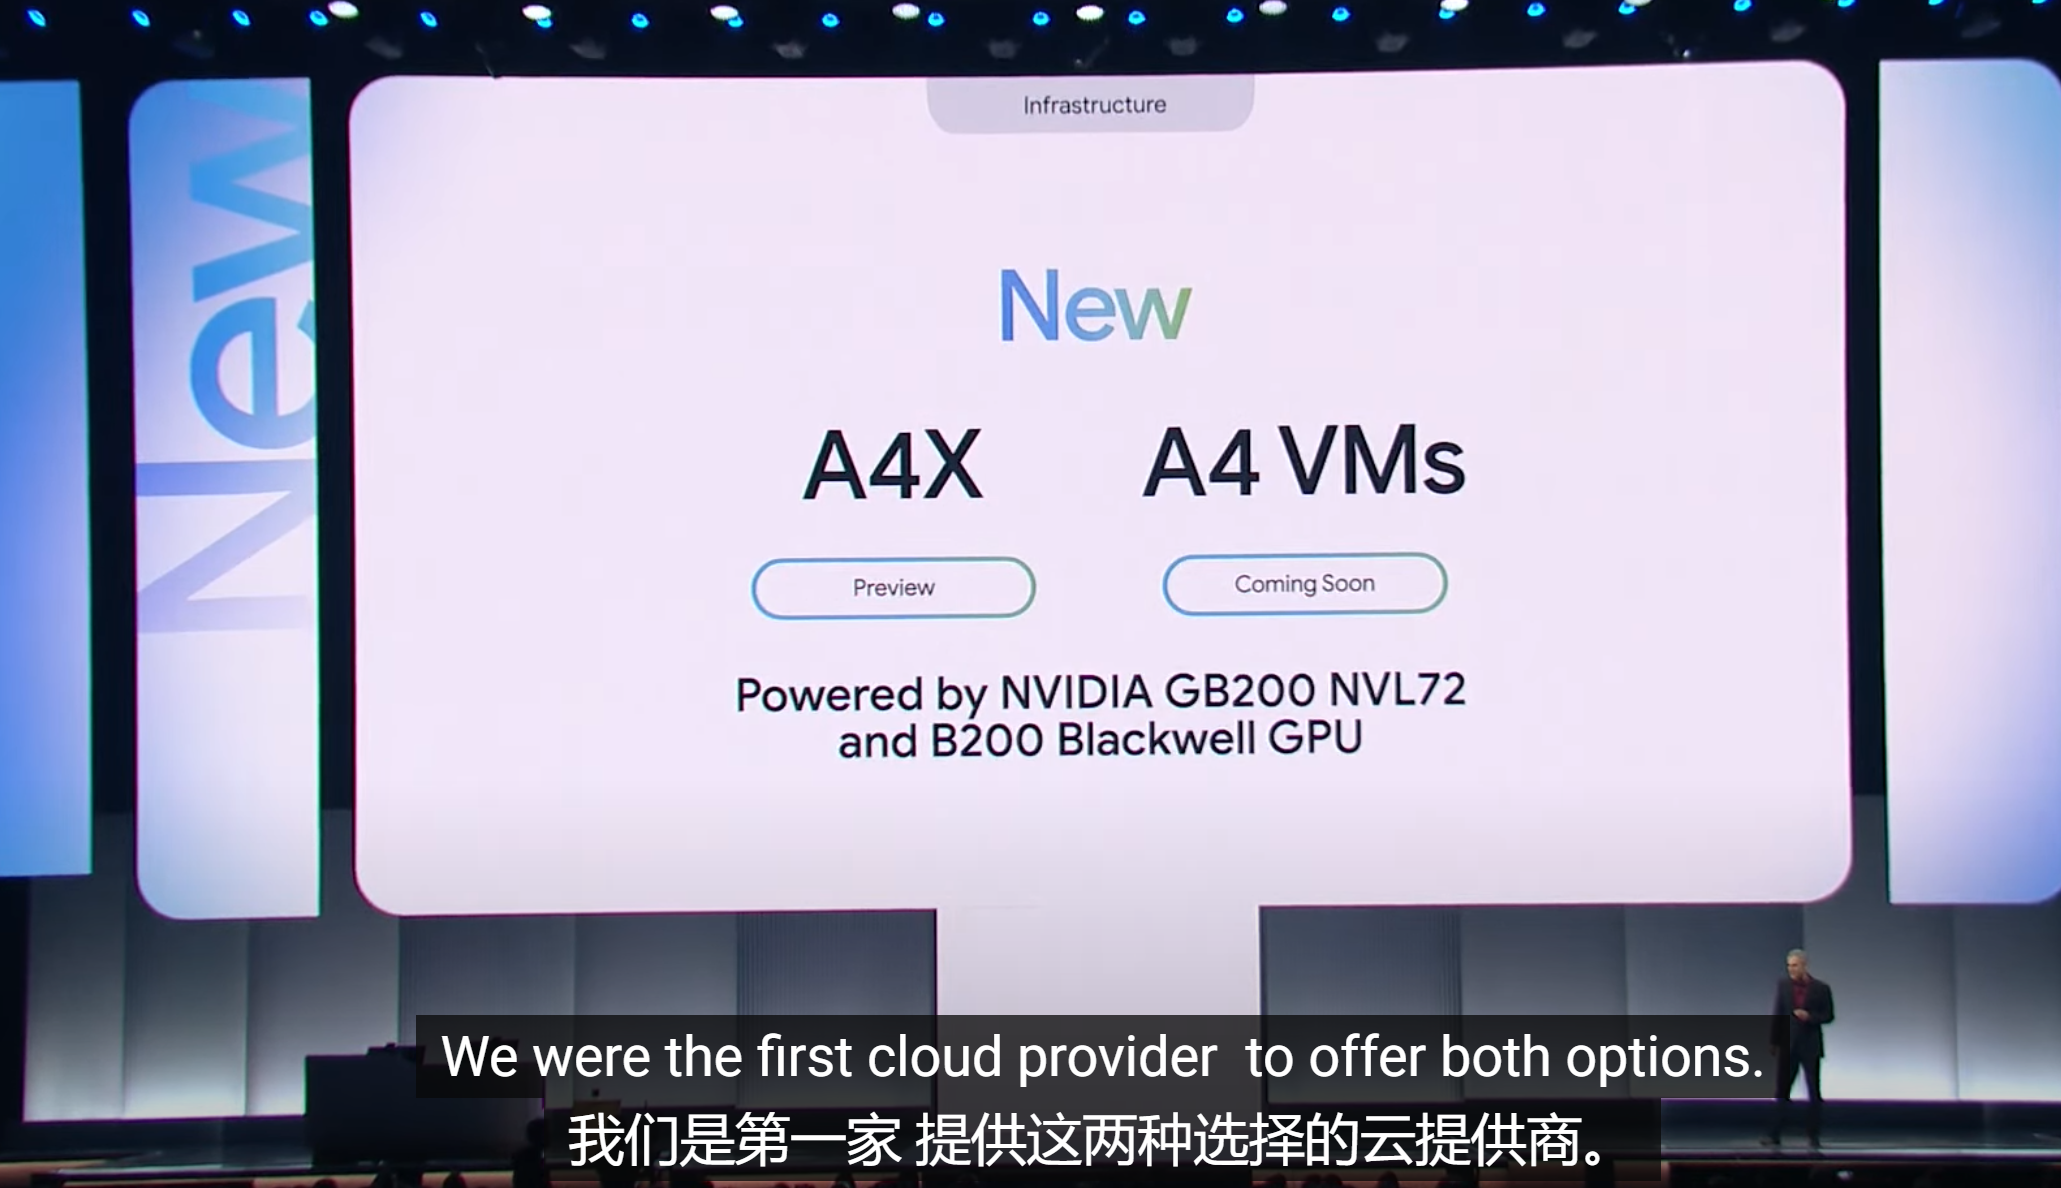 Infrastructure
New
New
A4X
A4 VMs
Preview
Coming Soon
Powered by NVIDIA GB200 NVL72
and B200 Blackwell GPU
We were the first cloud provider to offer both options.
我们是第一家 提供这两种选择的云提供商。